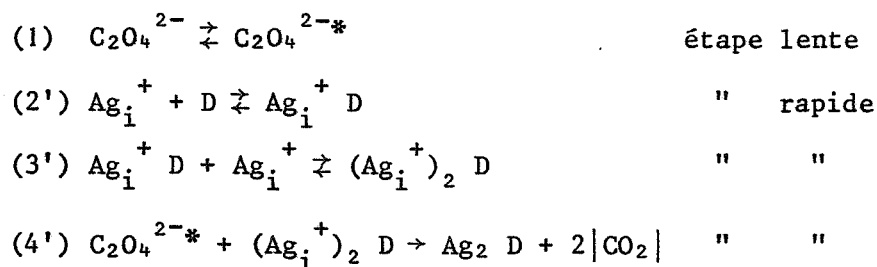 (1) C₂O₄²⁻ ⇄ C₂O₄²⁻* étape lente
(2') Agᵢ⁺ + D ⇄ Agᵢ⁺ D " rapide
(3') Agᵢ⁺ D + Agᵢ⁺ ⇄ (Agᵢ⁺)₂ D " "
(4') C₂O₄²⁻* + (Agᵢ⁺)₂ D → Ag₂ D + 2|CO₂| " "